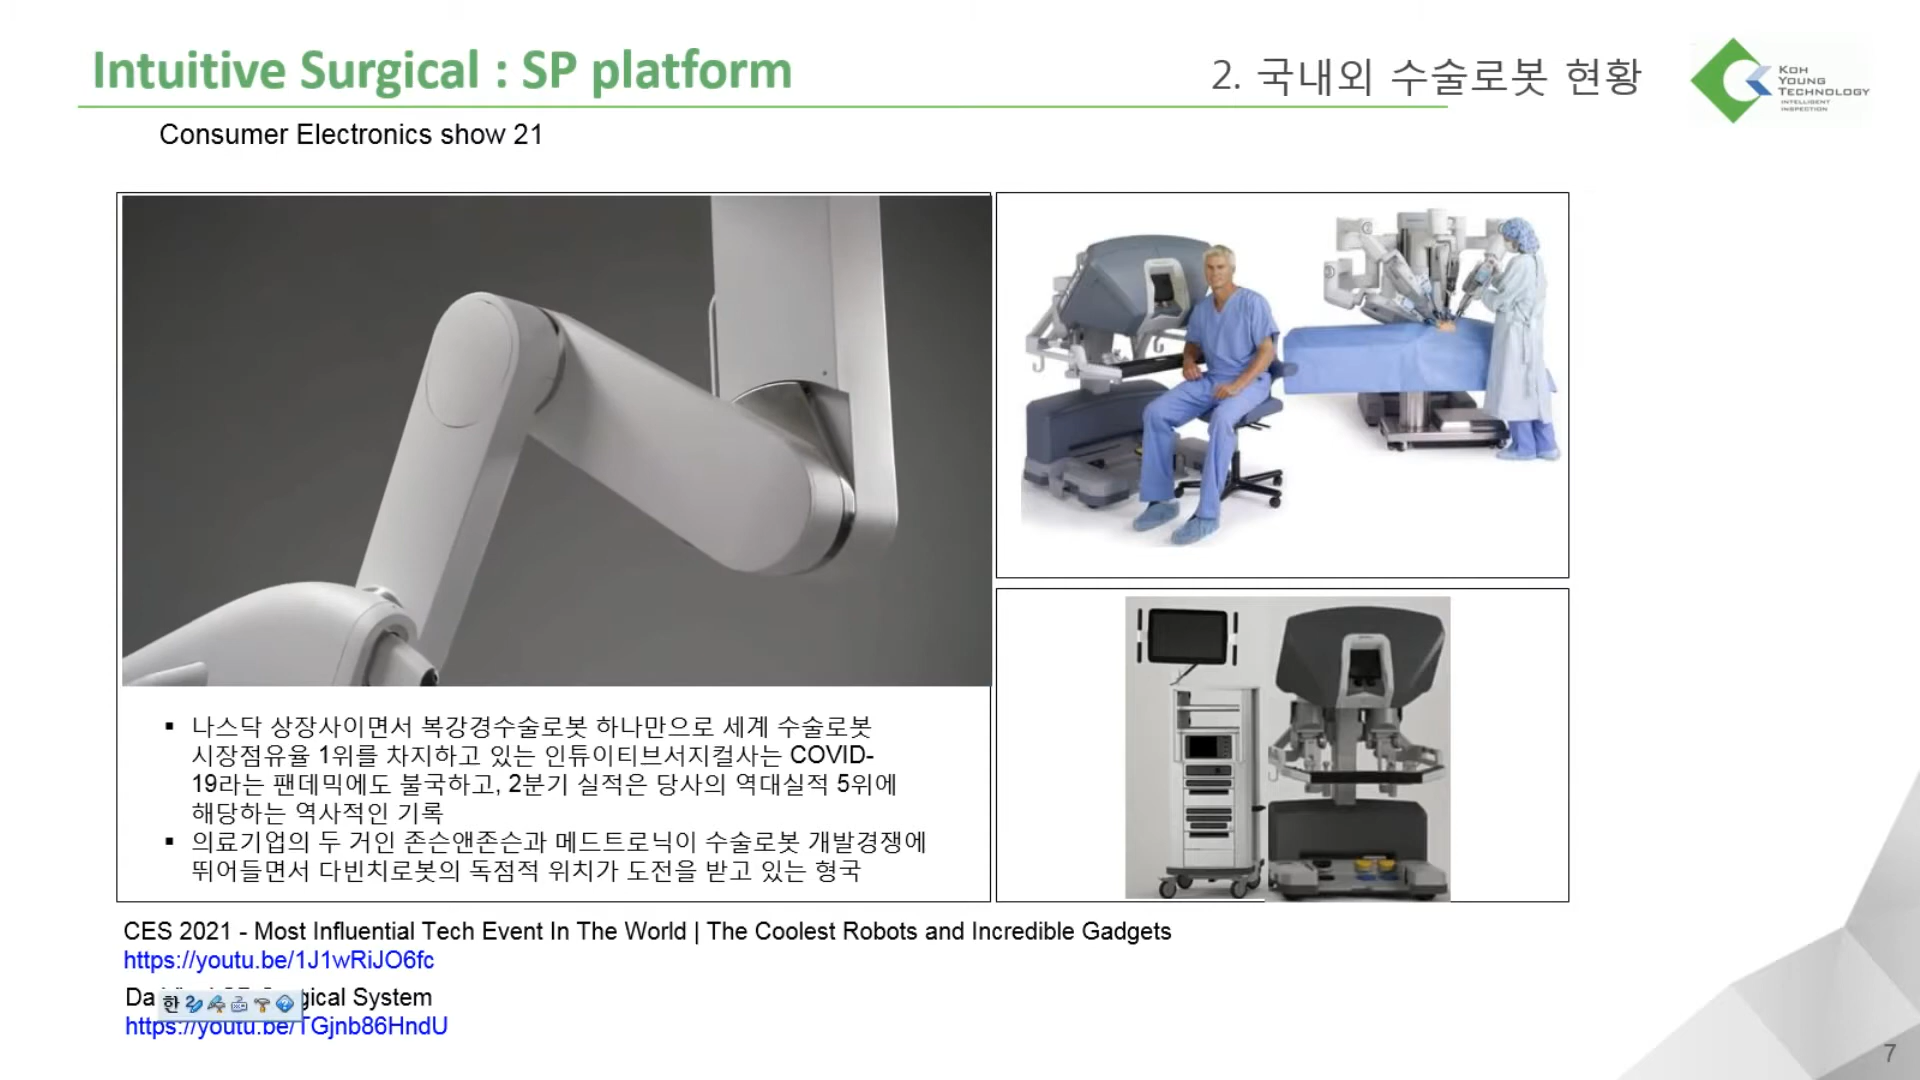 Intuitive Surgical : SP platform
2. 국내외 수술로봇 현황
KOH
YOUNG
TECHNOLOGY
INTELLIGENT
INSPECTION
Consumer Electronics show 21
▪ 나스닥 상장사이면서 복강경수술로봇 하나만으로 세계 수술로봇
시장점유율 1위를 차지하고 있는 인튜이티브서지컬사는 COVID-
19라는 팬데믹에도 불국하고, 2분기 실적은 당사의 역대실적 5위에
해당하는 역사적인 기록
▪ 의료기업의 두 거인 존슨앤존슨과 메드트로닉이 수술로봇 개발경쟁에
뛰어들면서 다빈치로봇의 독점적 위치가 도전을 받고 있는 형국
CES 2021 - Most Influential Tech Event In The World | The Coolest Robots and Incredible Gadgets
https://youtu.be/1J1wRiJO6fc
Da gical System
한
https://youtu.be/TGjnb86HndU
7